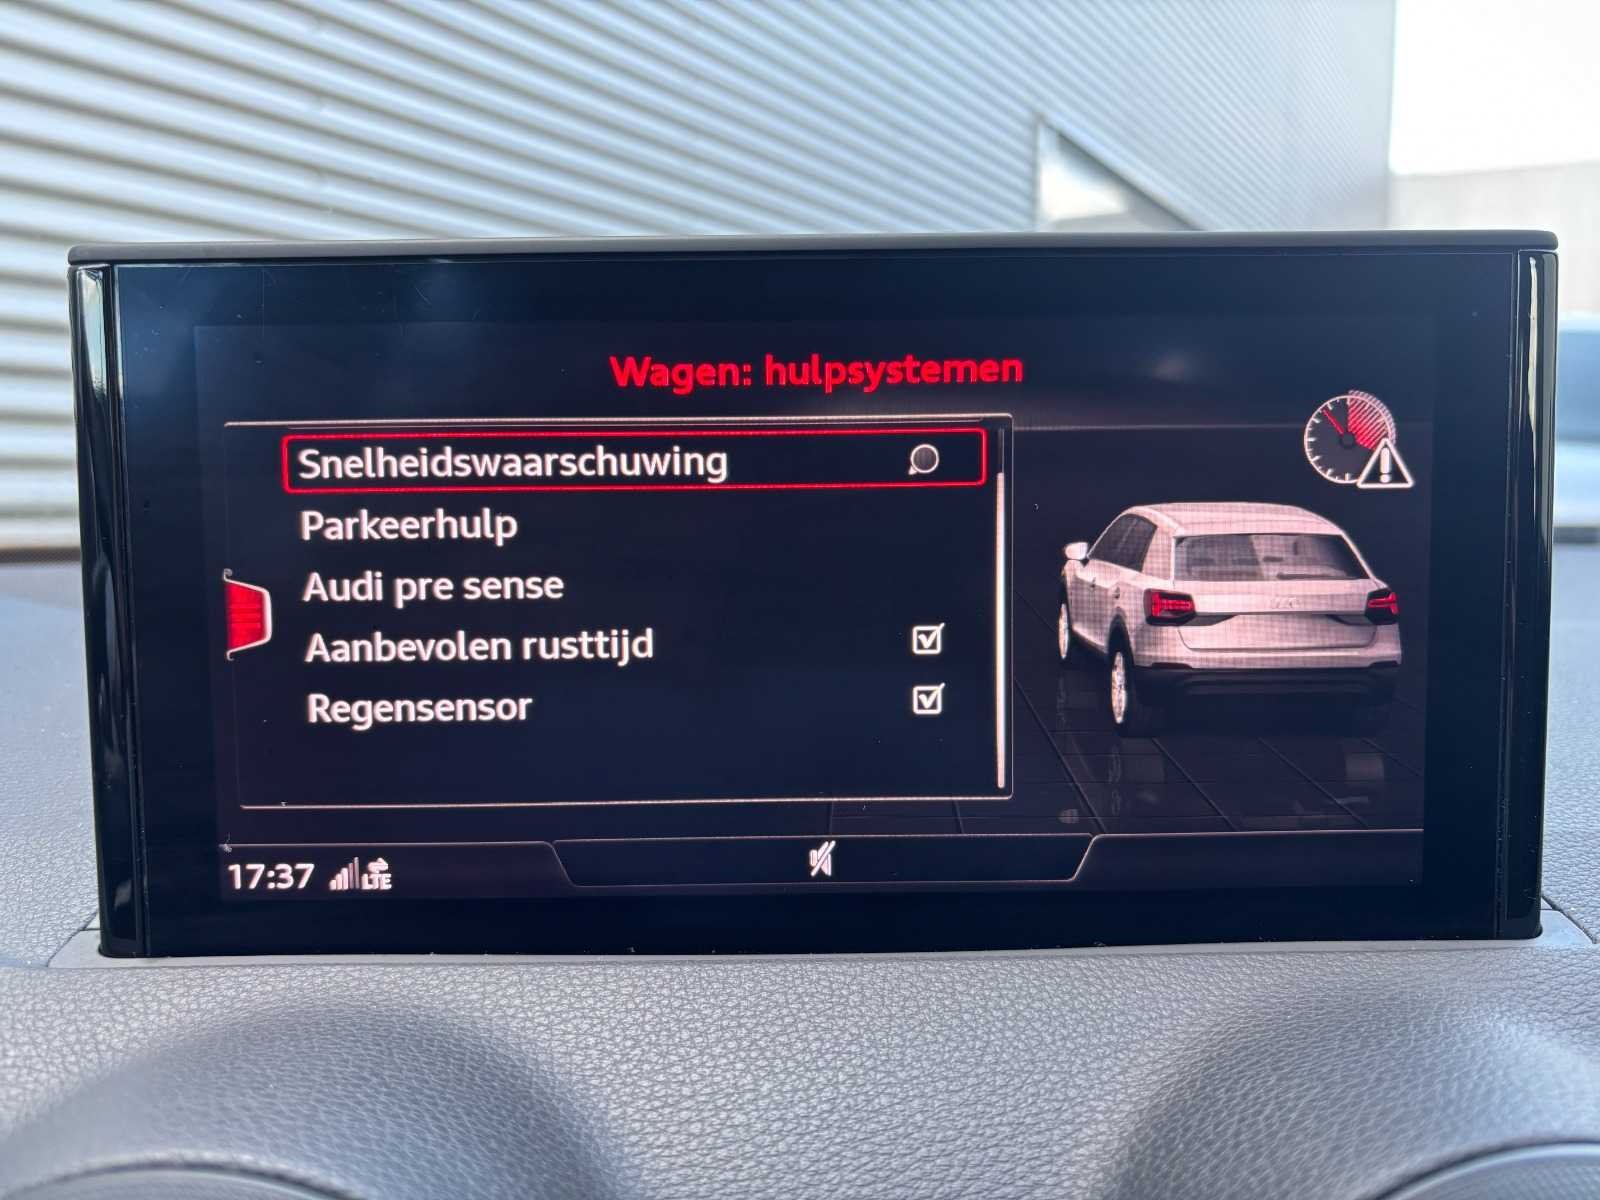 Wagen: hulpsystemen
Snelheidswaarschuwing
Parkeerhulp
Audi pre sense
Aanbevolen rusttijd
Regensensor
17:37 LTE